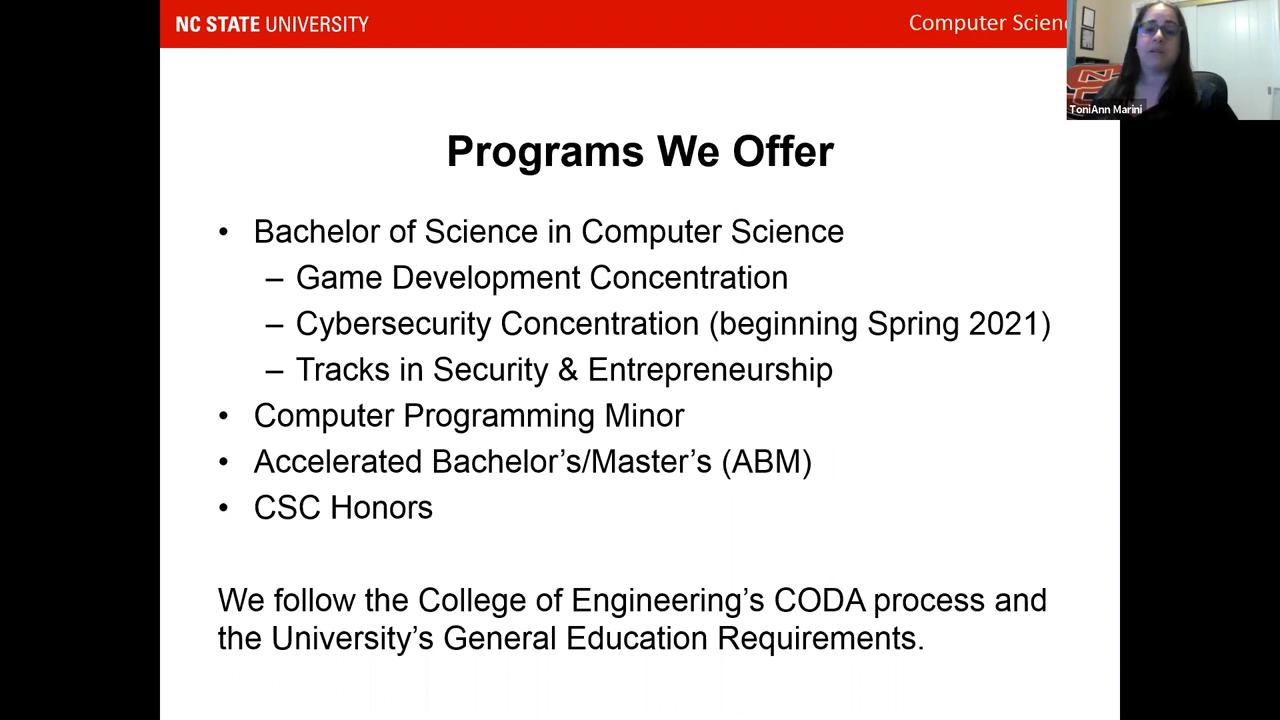 NC STATE UNIVERSITY
Computer Scien
ToniAnn Marini
Programs We Offer
• Bachelor of Science in Computer Science
– Game Development Concentration
– Cybersecurity Concentration (beginning Spring 2021)
– Tracks in Security & Entrepreneurship
• Computer Programming Minor
• Accelerated Bachelor’s/Master’s (ABM)
• CSC Honors
We follow the College of Engineering’s CODA process and
the University’s General Education Requirements.